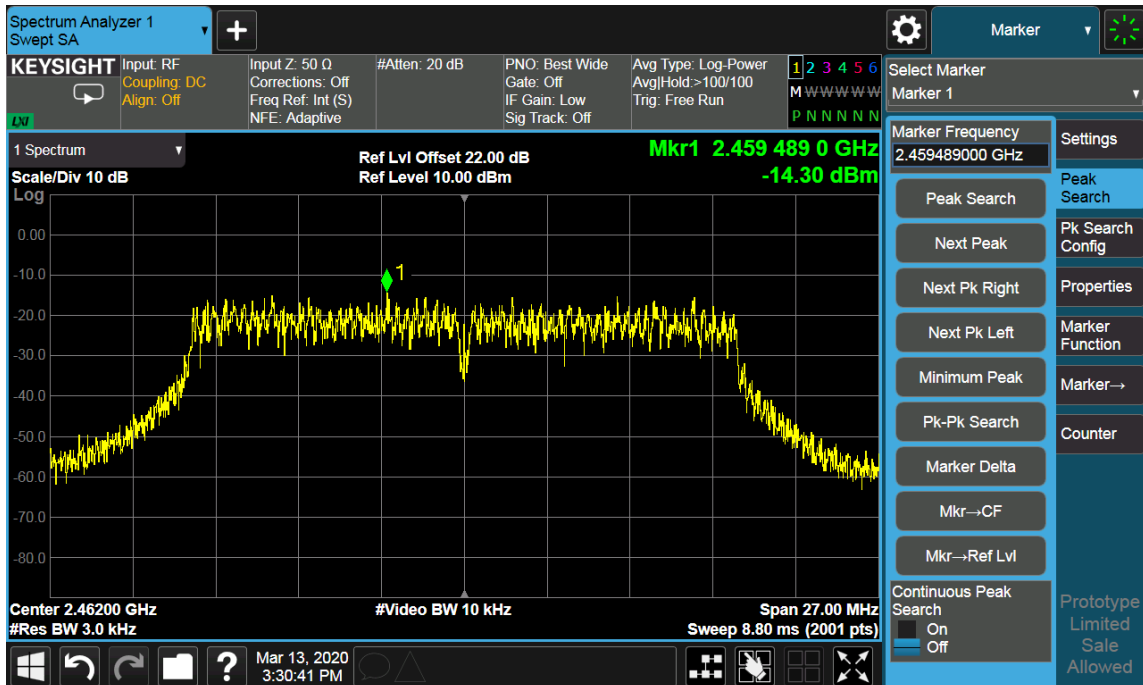 Spectrum Analyzer 1
Swept SA
+
Marker
KEYSIGHT
LXI
Input: RF
Coupling: DC
Align: Off
Input Z: 50 Ω
Corrections: Off
Freq Ref: Int (S)
NFE: Adaptive
#Atten: 20 dB
PNO: Best Wide
Gate: Off
IF Gain: Low
Sig Track: Off
Avg Type: Log-Power
Avg|Hold:>100/100
Trig: Free Run
1 2 3 4 5 6
M W W W W W
P N N N N N
Select Marker
Marker 1
1 Spectrum
Scale/Div 10 dB
Log
Ref Lvl Offset 22.00 dB
Ref Level 10.00 dBm
Mkr1 2.459 489 0 GHz
-14.30 dBm
0.00
-10.0
-20.0
-30.0
-40.0
-50.0
-60.0
-70.0
-80.0
1
Center 2.46200 GHz
#Res BW 3.0 kHz
#Video BW 10 kHz
Span 27.00 MHz
Sweep 8.80 ms (2001 pts)
Marker Frequency
2.459489000 GHz
Peak Search
Next Peak
Next Pk Right
Next Pk Left
Minimum Peak
Pk-Pk Search
Marker Delta
Mkr→CF
Mkr→Ref Lvl
Continuous Peak
Search
On
Off
Settings
Peak
Search
Pk Search
Config
Properties
Marker
Function
Marker→
Counter
Prototype
Limited
Sale
Allowed
?
Mar 13, 2020
3:30:41 PM